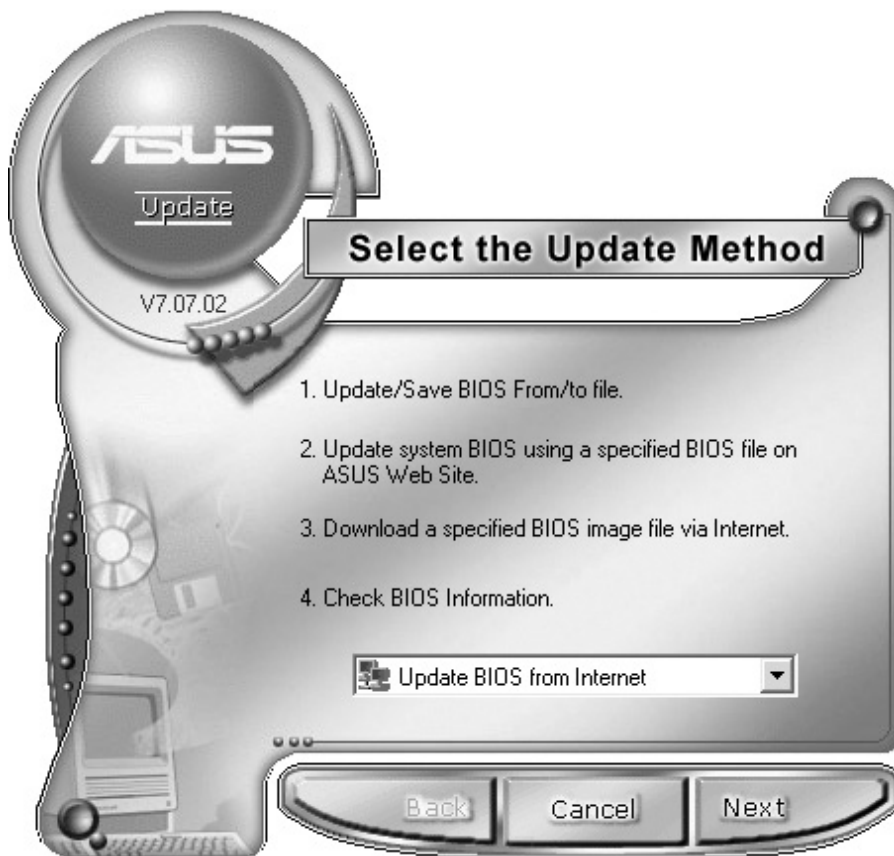 ASUS
Update
V7.07.02
Select the Update Method
1. Update/Save BIOS From/to file.
2. Update system BIOS using a specified BIOS file on
ASUS Web Site.
3. Download a specified BIOS image file via Internet.
4. Check BIOS Information.
Update BIOS from Internet
Back
Cancel
Next